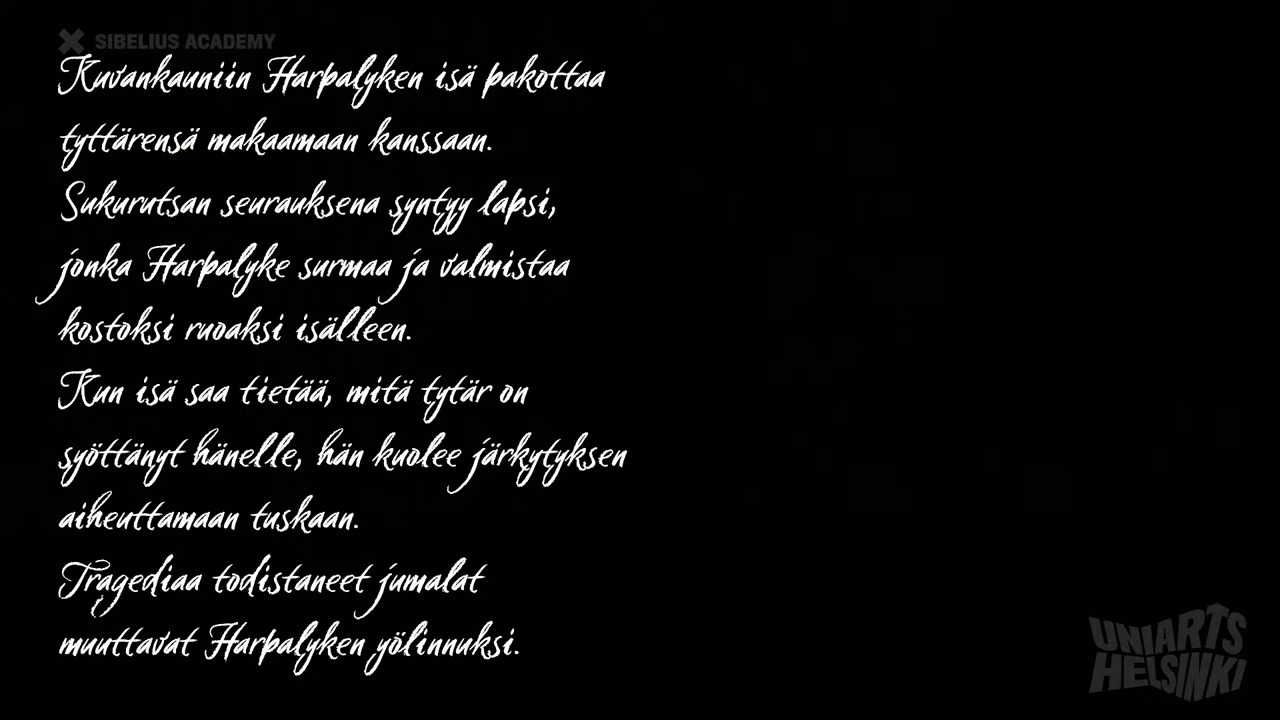 SIBELIUS ACADEMY
Kuvankauniin Harpalyken isä pakottaa
tyttärensä makaamaan kanssaan.
Sukurutsan seurauksena syntyy lapsi,
jonka Harpalyke surmaa ja valmistaa
kostoksi ruoaksi isälleen.
Kun isä saa tietää, mitä tytär on
syöttänyt hänelle, hän kuolee järkytyksen
aiheuttamaan tuskaan.
Tragediaa todistaneet jumalat
muuttavat Harpalyken yölinnuksi.
UNIARTS
HELSINKI